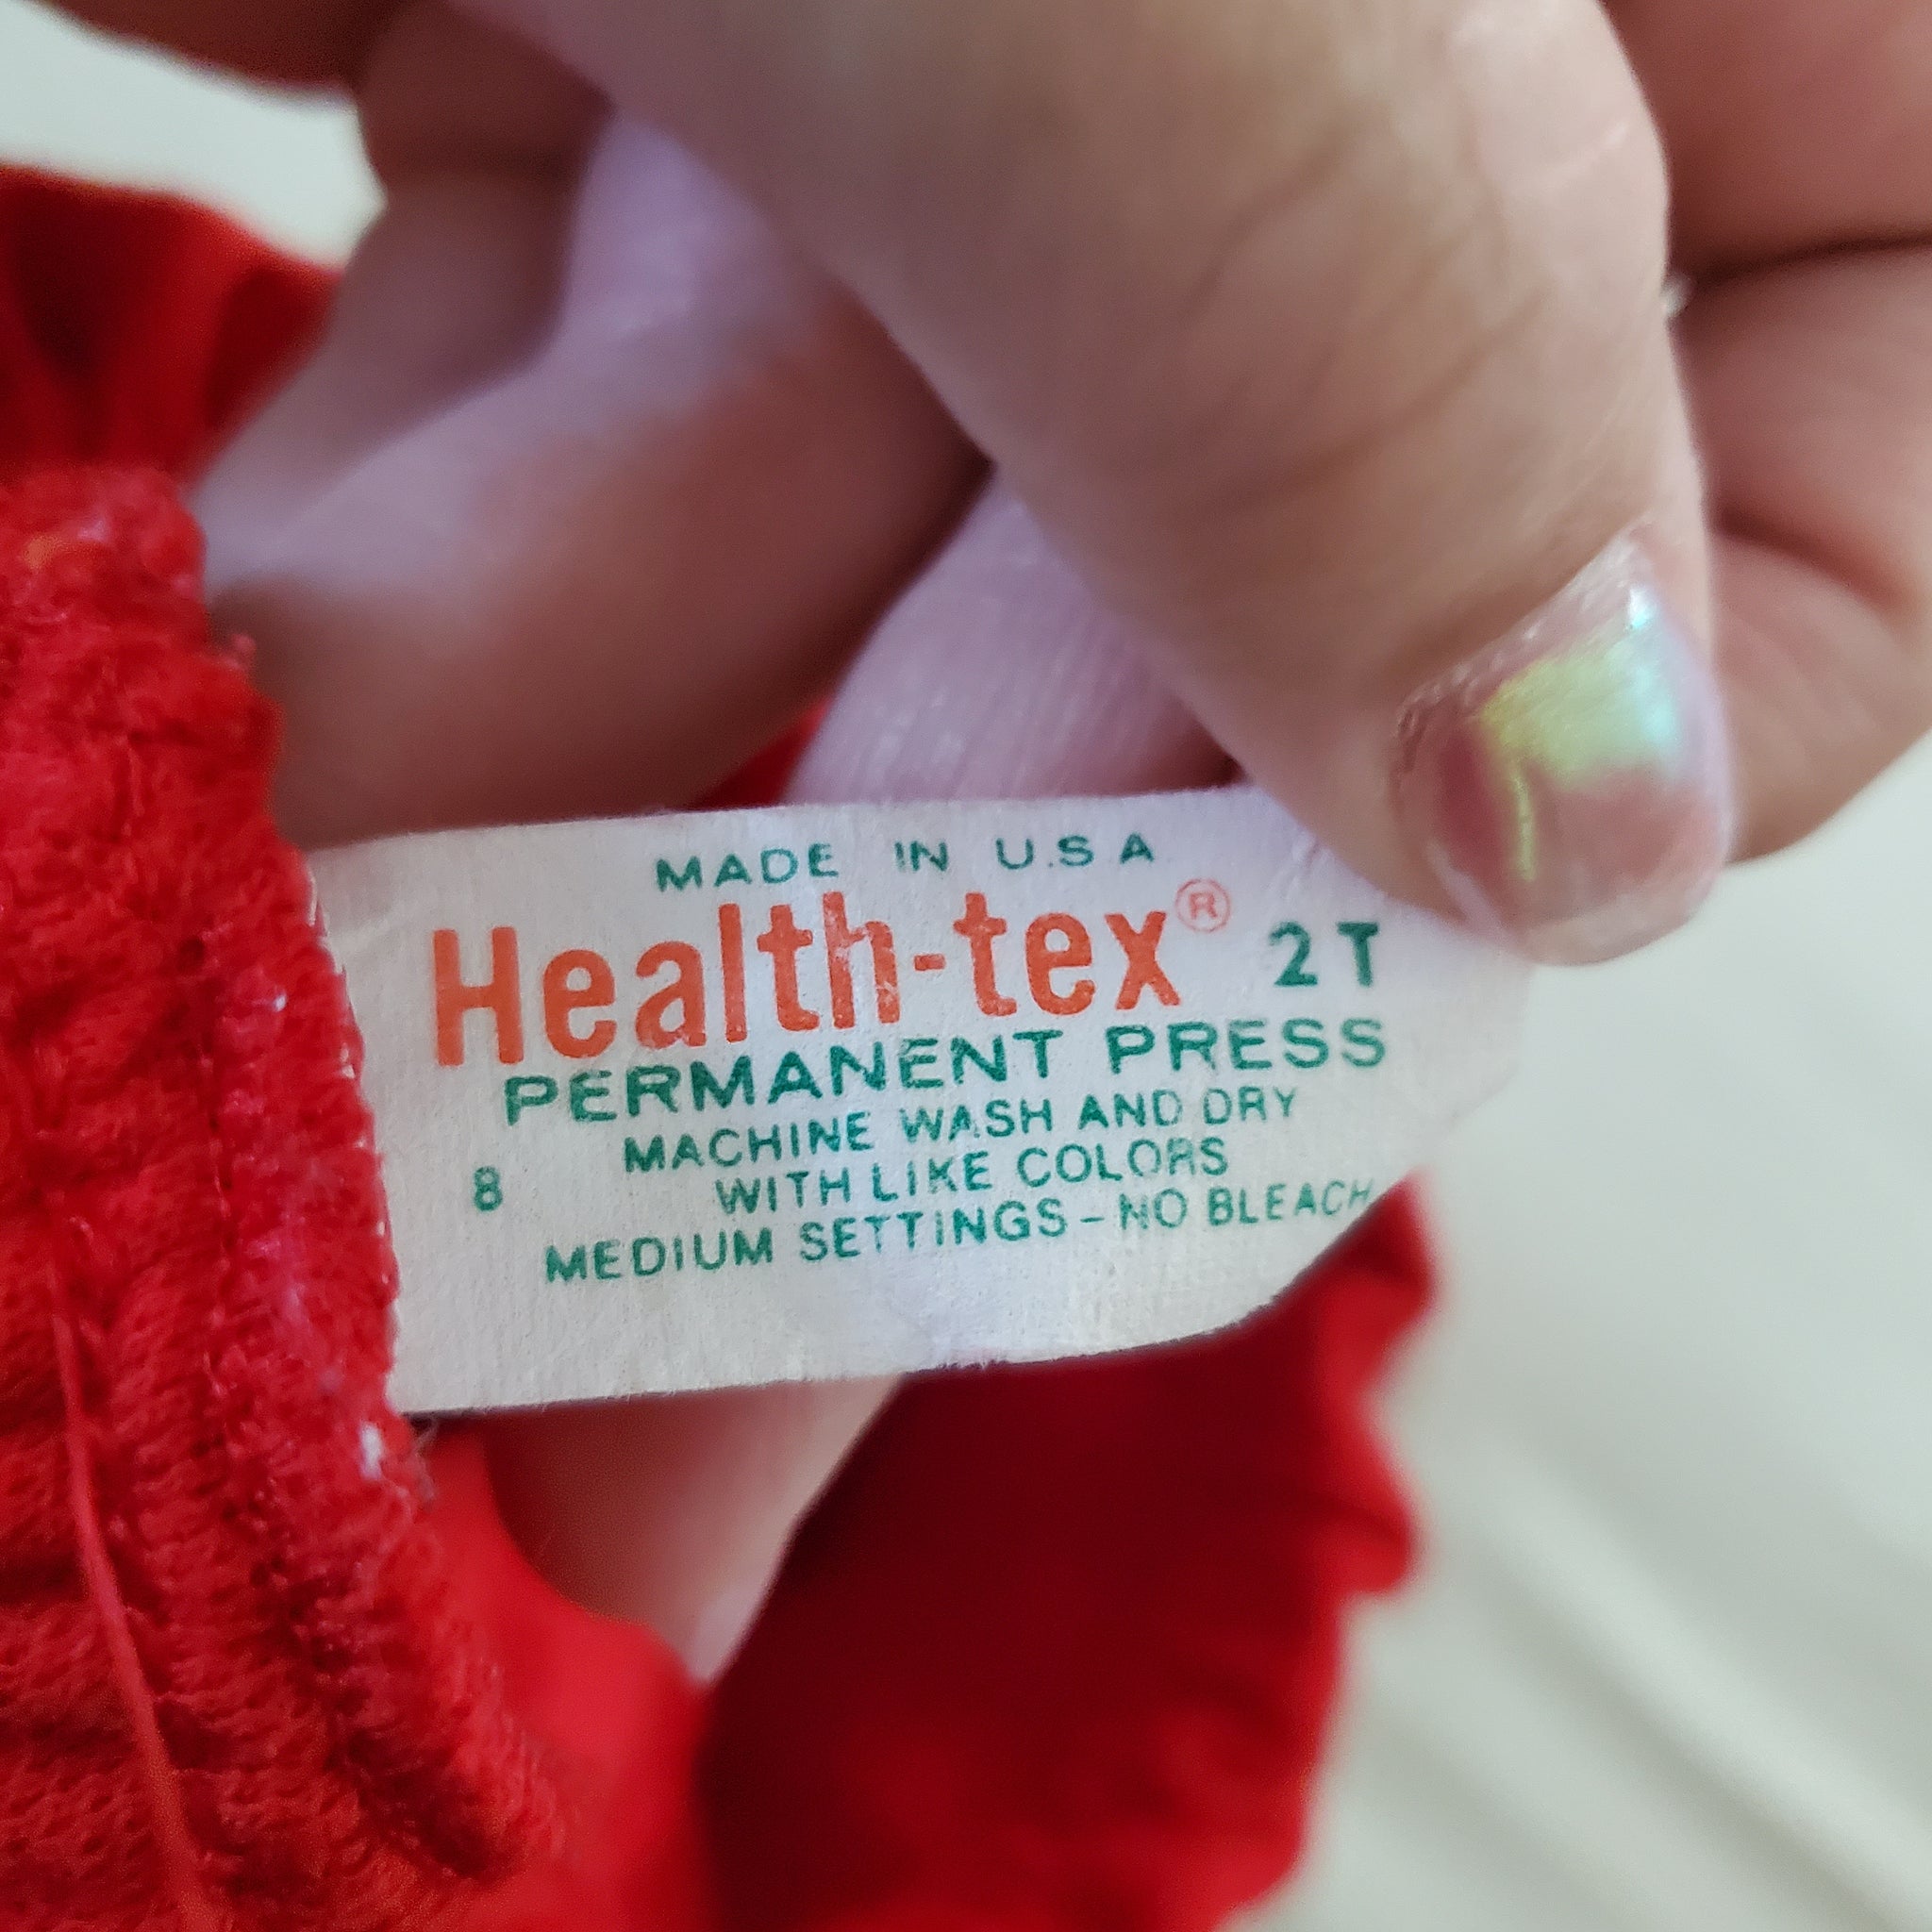 MADE IN U.S.A.
Health-tex® 2T
PERMANENT PRESS
MACHINE WASH AND DRY
WITH LIKE COLORS
8
MEDIUM SETTINGS – NO BLEACH